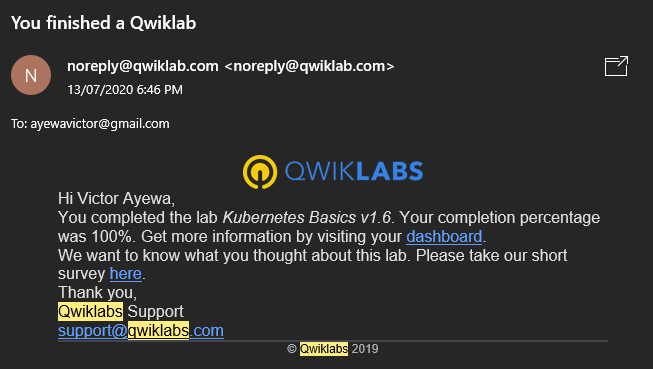 You finished a Qwiklab
N
noreply@qwiklab.com <noreply@qwiklab.com>
13/07/2020 6:46 PM
To: ayewavictor@gmail.com
QWIKLABS
Hi Victor Ayewa,
You completed the lab Kubernetes Basics v1.6. Your completion percentage
was 100%. Get more information by visiting your dashboard.
We want to know what you thought about this lab. Please take our short
survey here.
Thank you,
Qwiklabs Support
support@qwiklabs.com
© Qwiklabs 2019